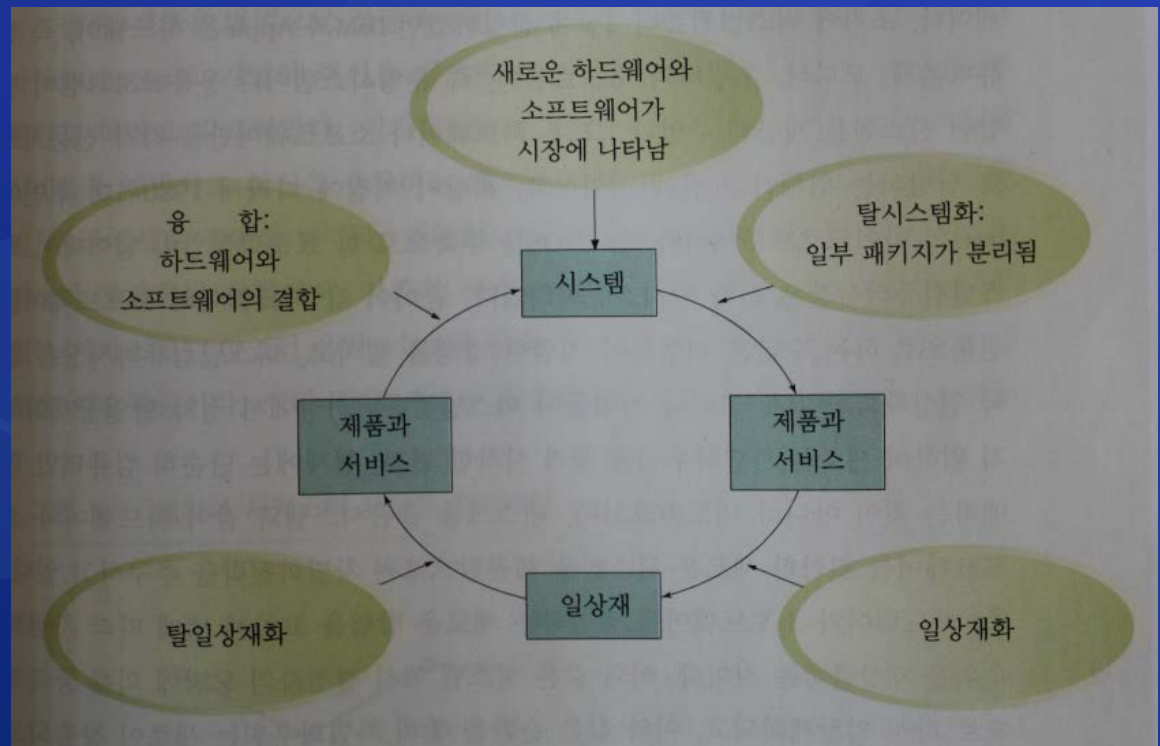 새로운 하드웨어와
소프트웨어가
시장에 나타남
융 합:
하드웨어와
소프트웨어의 결합
탈시스템화:
일부 패키지가 분리됨
시스템
제품과
서비스
제품과
서비스
일상재
탈일상재화
일상재화